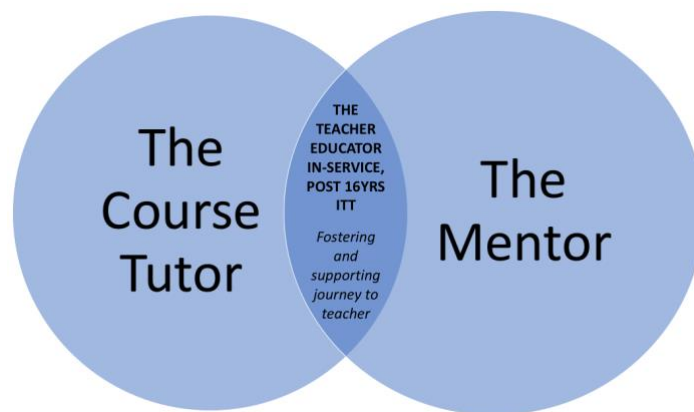 The
Course
Tutor
THE
TEACHER
EDUCATOR
IN-SERVICE,
POST 16YRS
ITT
Fostering
and
supporting
journey to
teacher
The
Mentor